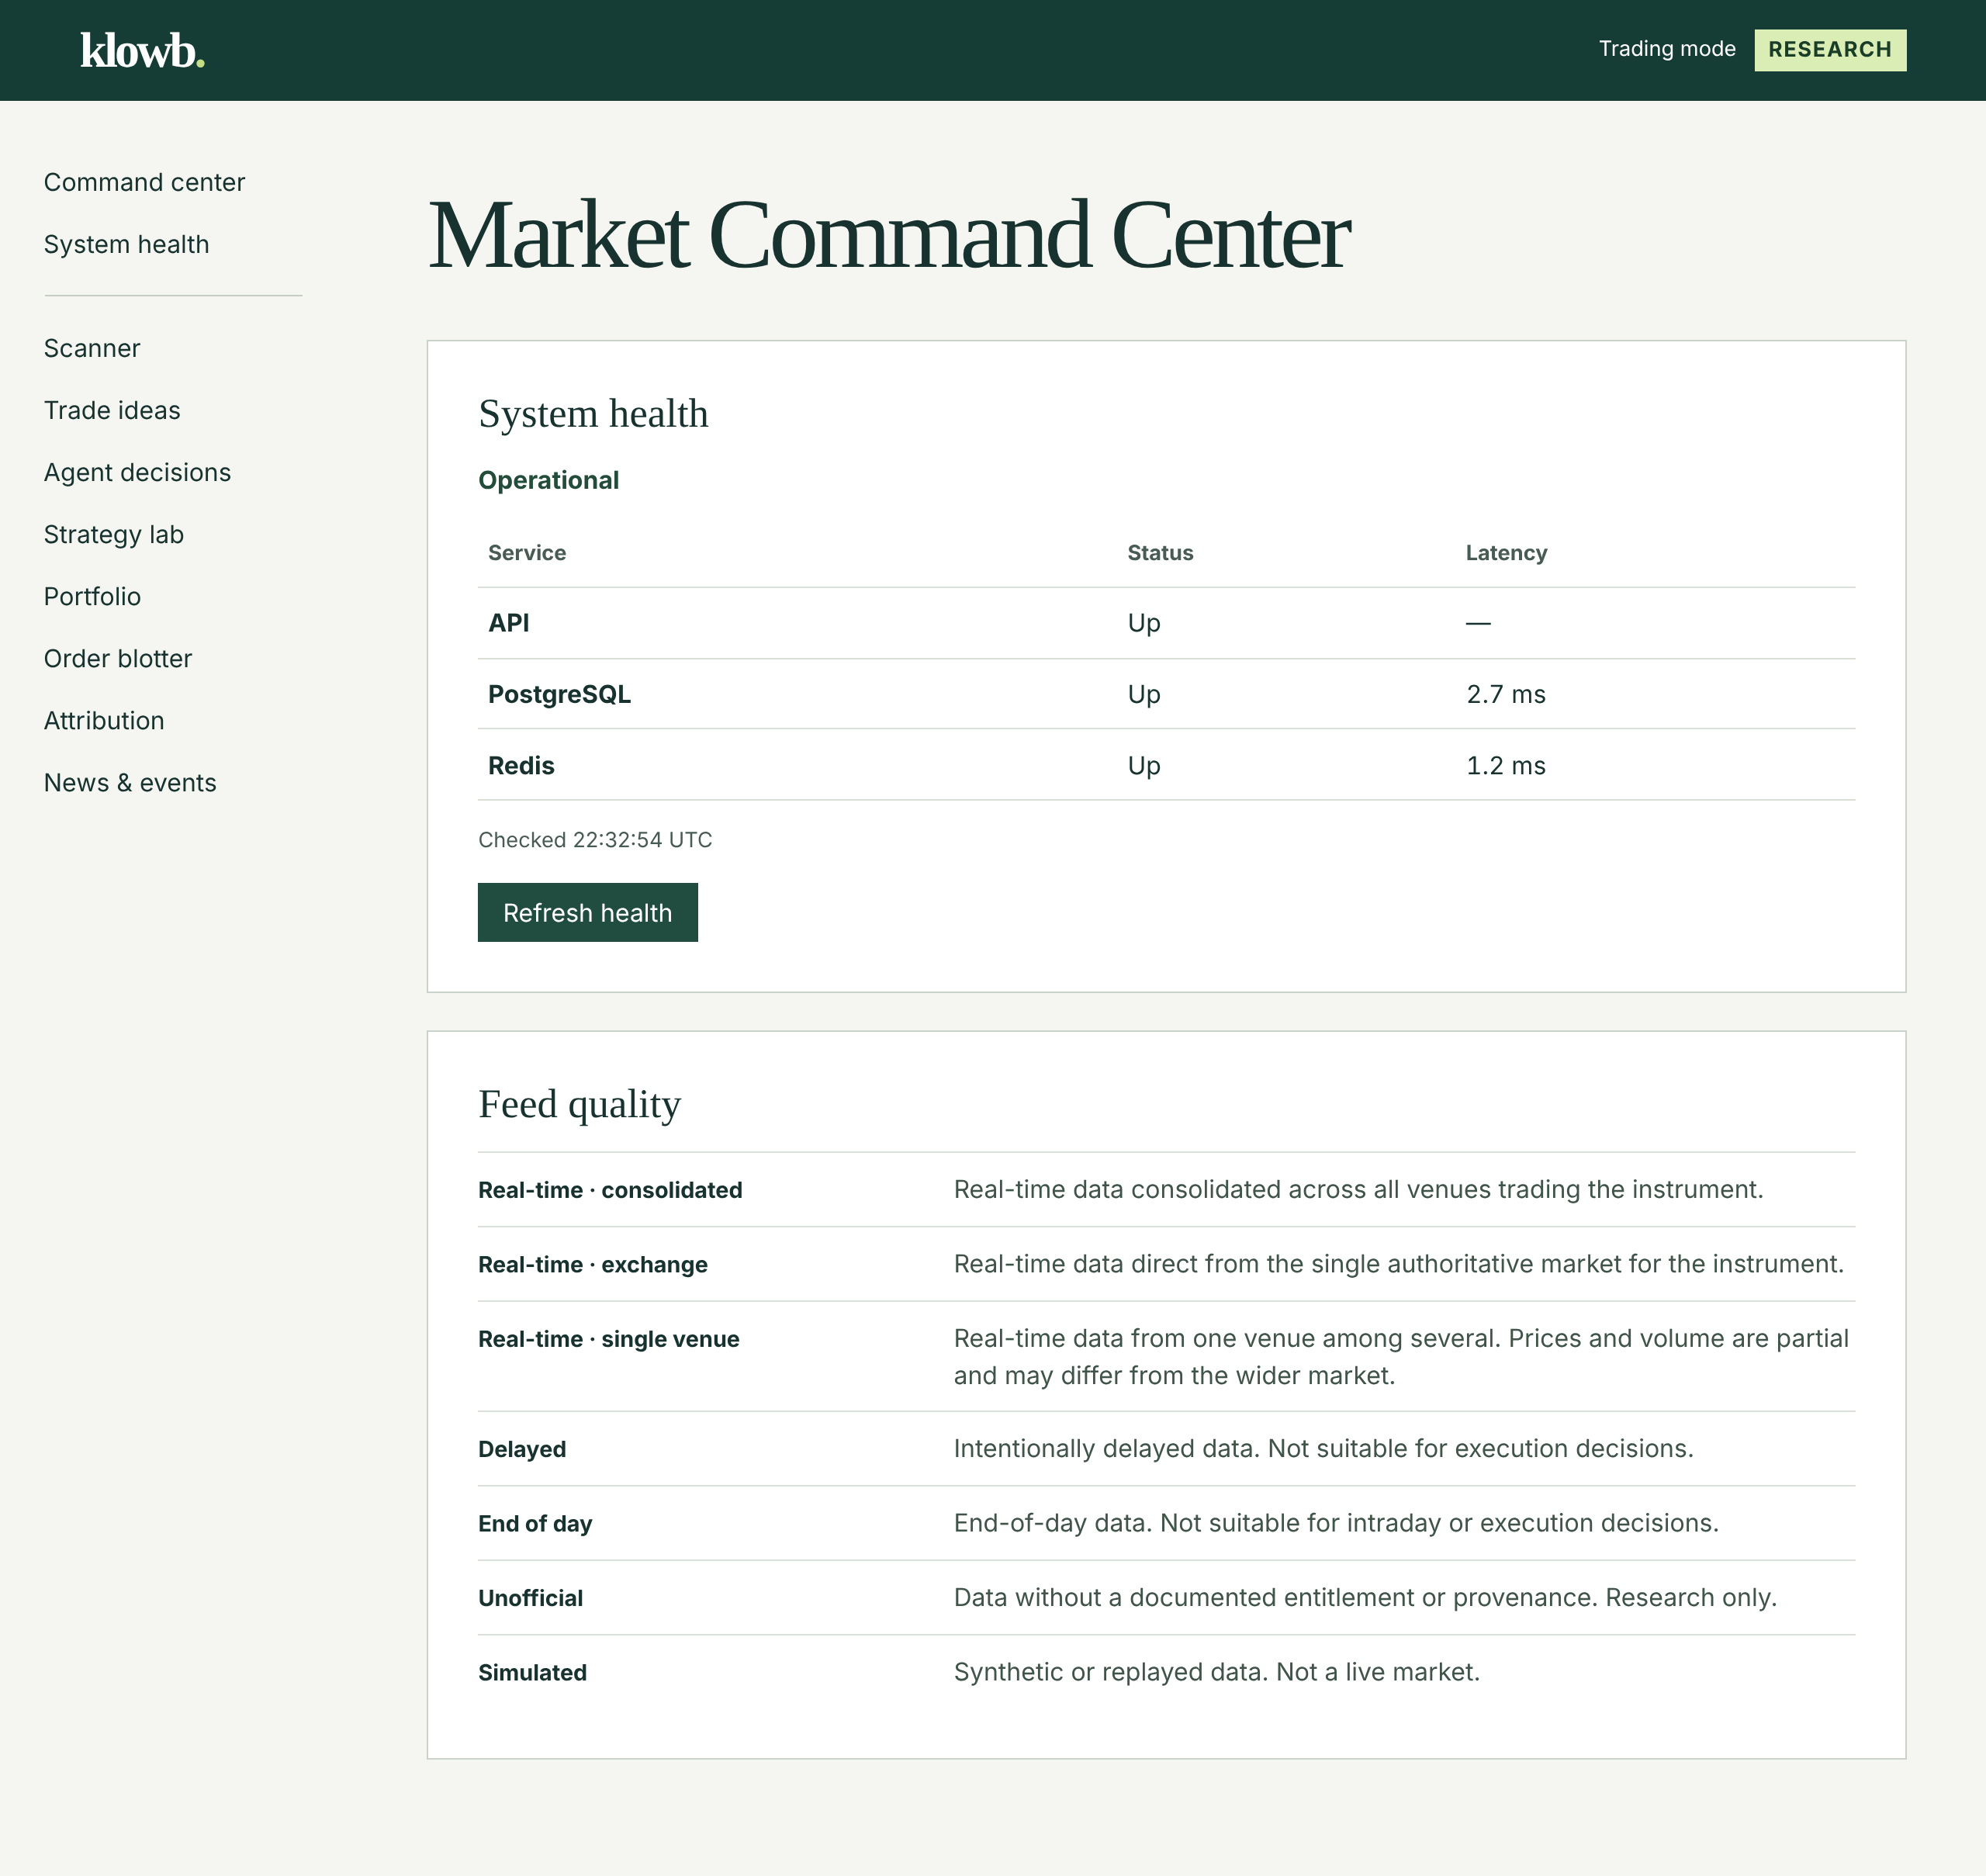 klowb.
Trading mode RESEARCH
Command center
System health
Scanner
Trade ideas
Agent decisions
Strategy lab
Portfolio
Order blotter
Attribution
News & events
Market Command Center
System health
Operational
Service Status Latency
API Up —
PostgreSQL Up 2.7 ms
Redis Up 1.2 ms
Checked 22:32:54 UTC
Refresh health
Feed quality
Real-time · consolidated Real-time data consolidated across all venues trading the instrument.
Real-time · exchange Real-time data direct from the single authoritative market for the instrument.
Real-time · single venue Real-time data from one venue among several. Prices and volume are partial
and may differ from the wider market.
Delayed Intentionally delayed data. Not suitable for execution decisions.
End of day End-of-day data. Not suitable for intraday or execution decisions.
Unofficial Data without a documented entitlement or provenance. Research only.
Simulated Synthetic or replayed data. Not a live market.